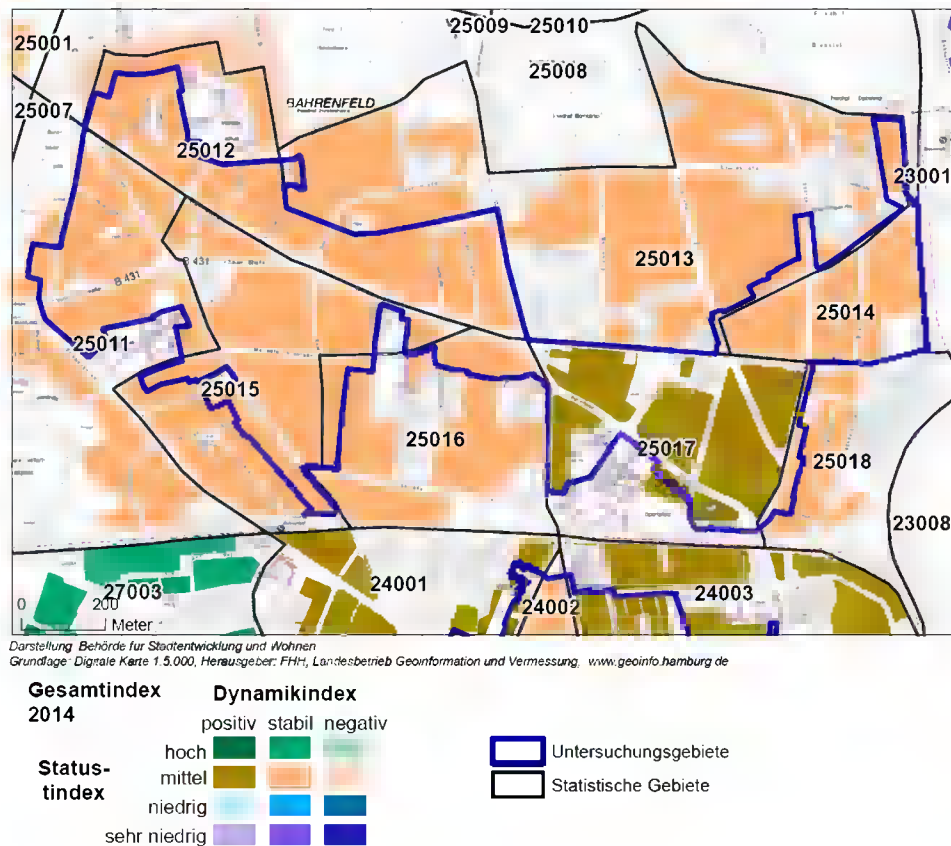 25009
25010
25001
25008
25007
BAHRENFELD
25012
23001
25013
B 431
B 431
25014
25011
25015
25016
25017
25018
23008
24001
27003
24002
24003
0 200
Meter
Darstellung: Behörde für Stadtentwicklung und Wohnen
Grundlage: Digitale Karte 1:5.000, Herausgeber: FHH, Landesbetrieb Geoinformation und Vermessung, www.geoinfo.hamburg.de
Gesamtindex
2014
Dynamikindex
positiv stabil negativ
Status-
tindex
hoch
mittel
niedrig
sehr niedrig
Untersuchungsgebiete
Statistische Gebiete